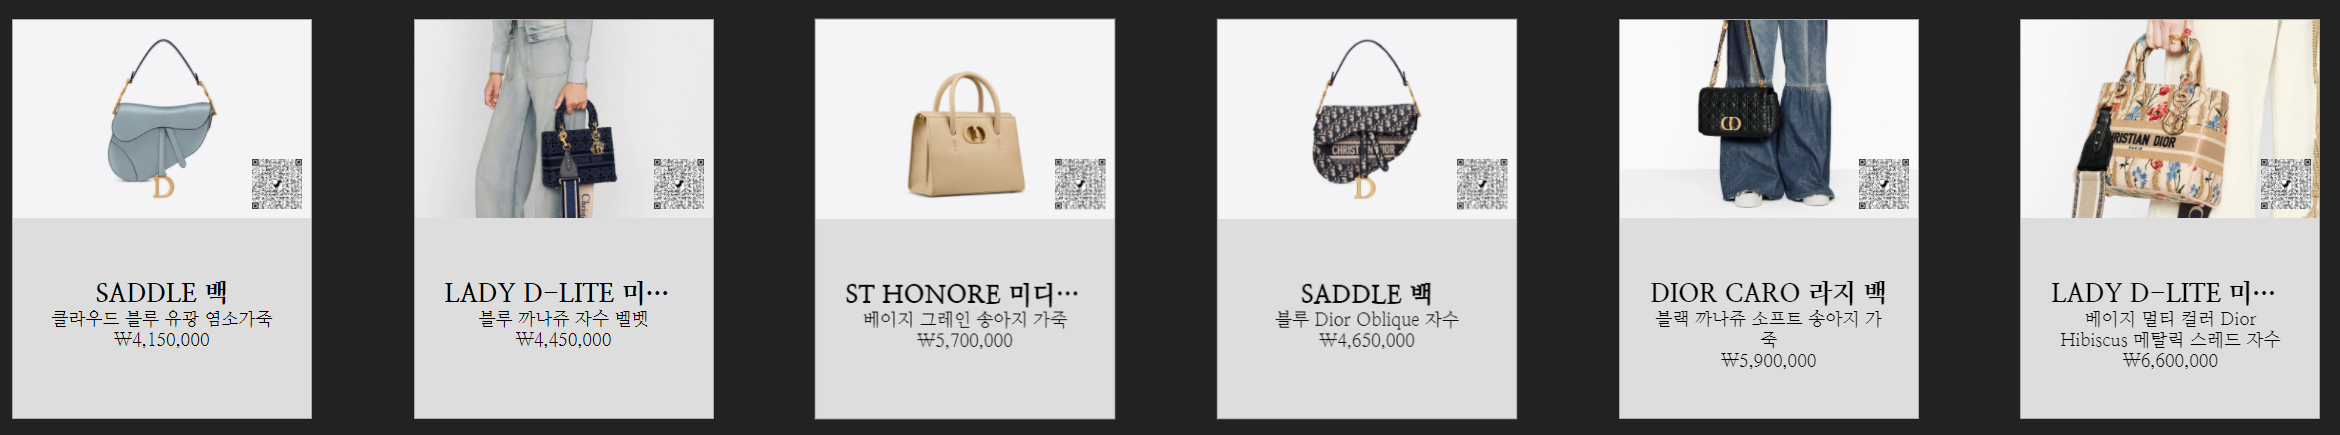 SADDLE 백
클라우드 블루 유광 염소가죽
₩4,150,000
LADY D-LITE 미…
블루 까나쥬 자수 벨벳
₩4,450,000
ST HONORE 미디…
베이지 그레인 송아지 가죽
₩5,700,000
CHRISTIAN DIOR
SADDLE 백
블루 Dior Oblique 자수
₩4,650,000
DIOR CARO 라지 백
블랙 까나쥬 소프트 송아지 가
죽
₩5,900,000
CHRISTIAN DIOR
PARIS
LADY D-LITE 미…
베이지 멀티 컬러 Dior
Hibiscus 메탈릭 스레드 자수
₩6,600,000